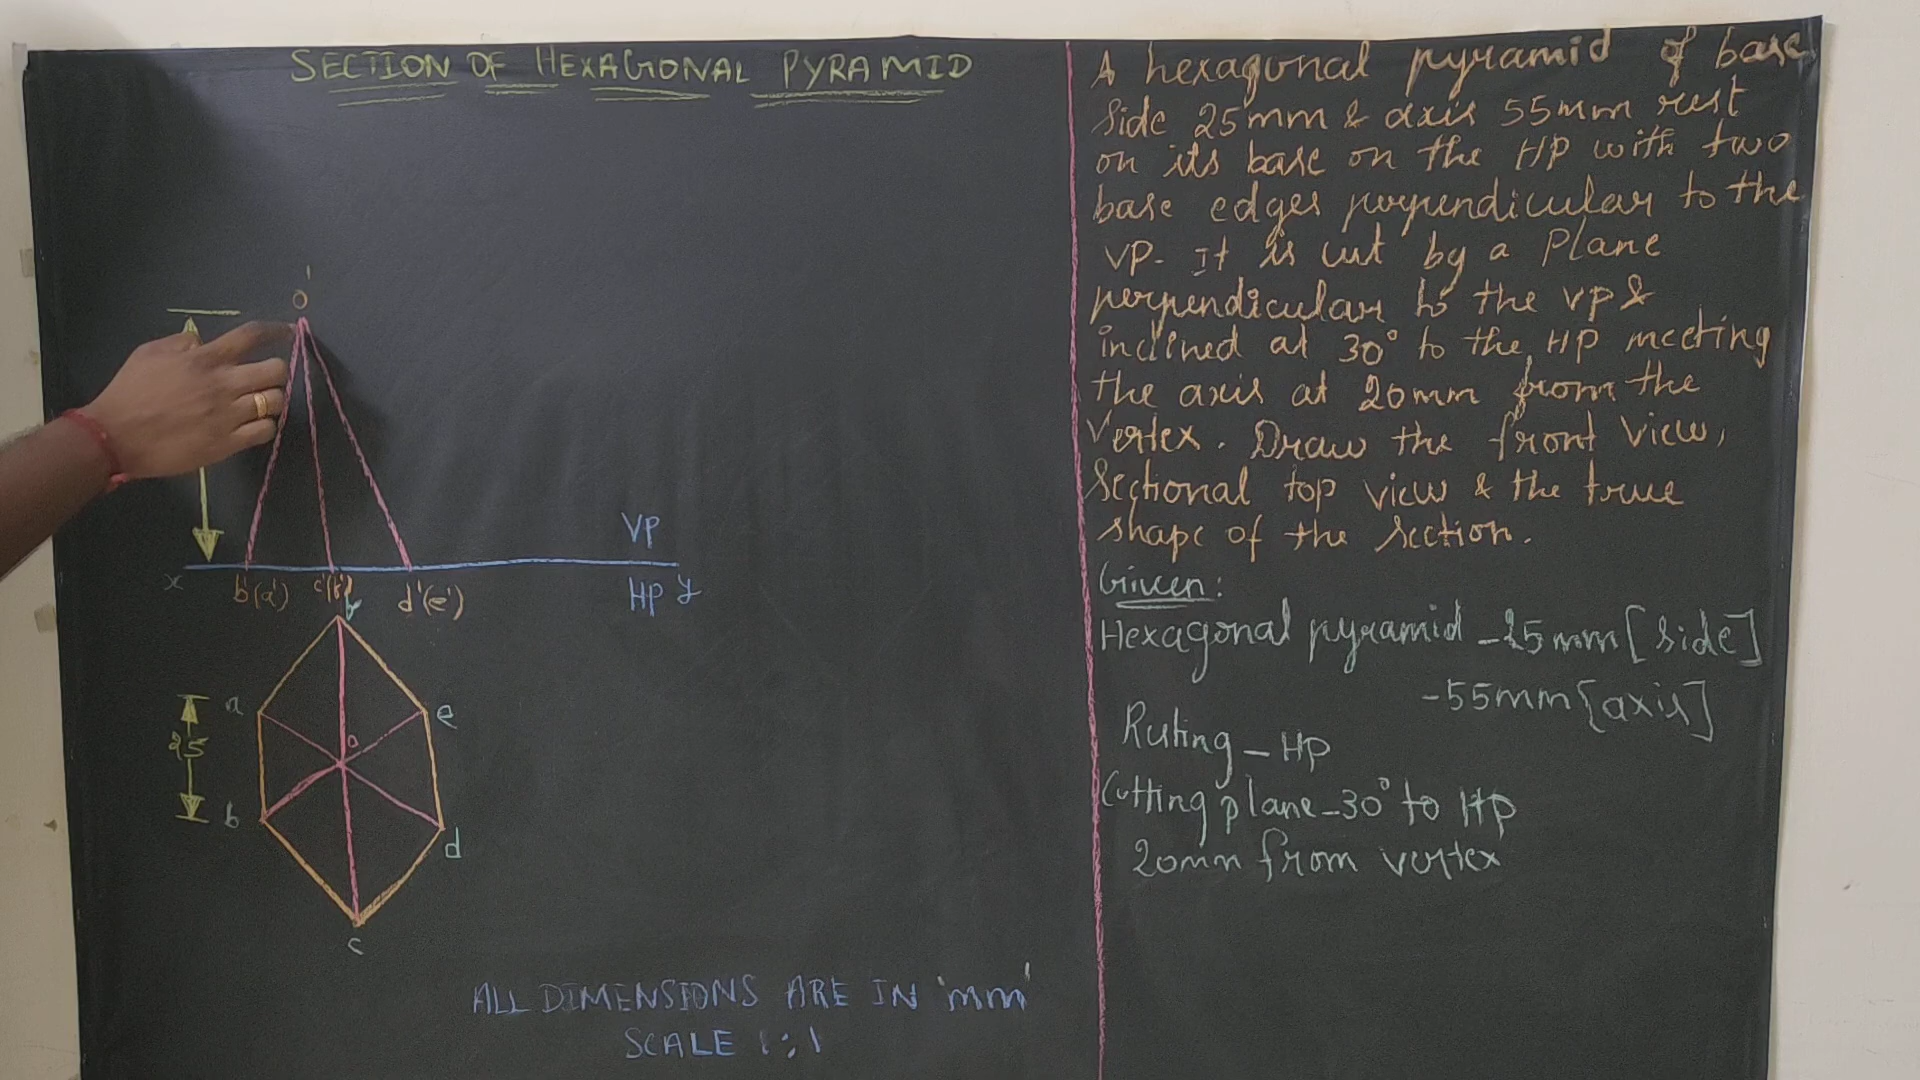 SECTION OF HEXAGONAL PYRAMID
A hexagonal pyramid of base
side 25mm & axis 55mm rest
on its base on the HP with two
base edges perpendicular to the
VP. It is cut by a Plane
perpendicular to the VP &
inclined at 30° to the HP meeting
the axis at 20mm from the
Vertex. Draw the front view,
Sectional top view & the true
shape of the section.
Given:
Hexagonal pyramid - 25mm [side]
- 55mm [axis]
Resting - HP
Cutting plane - 30° to HP
20mm from vertex
o'
VP
x
b'(a') c'(f') d'(e')
HP y
f
a
e
25
o
b
d
c
ALL DIMENSIONS ARE IN 'mm'
SCALE 1:1